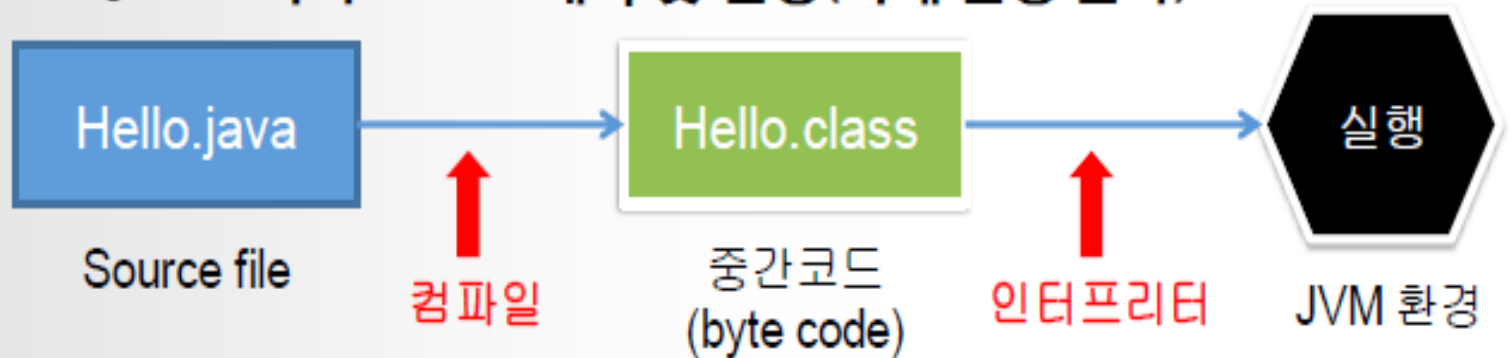 Hello.java
Hello.class
실행
Source file
컴파일
중간코드
(byte code)
인터프리터
JVM 환경